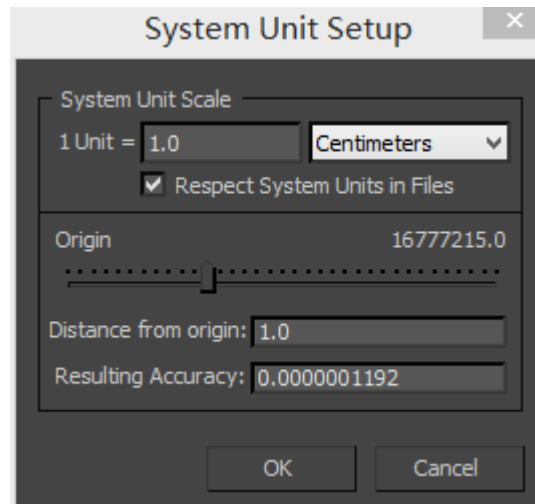 System Unit Setup
System Unit Scale
1 Unit = 1.0 Centimeters
Respect System Units in Files
Origin 16777215.0
Distance from origin: 1.0
Resulting Accuracy: 0.0000001192
OK Cancel